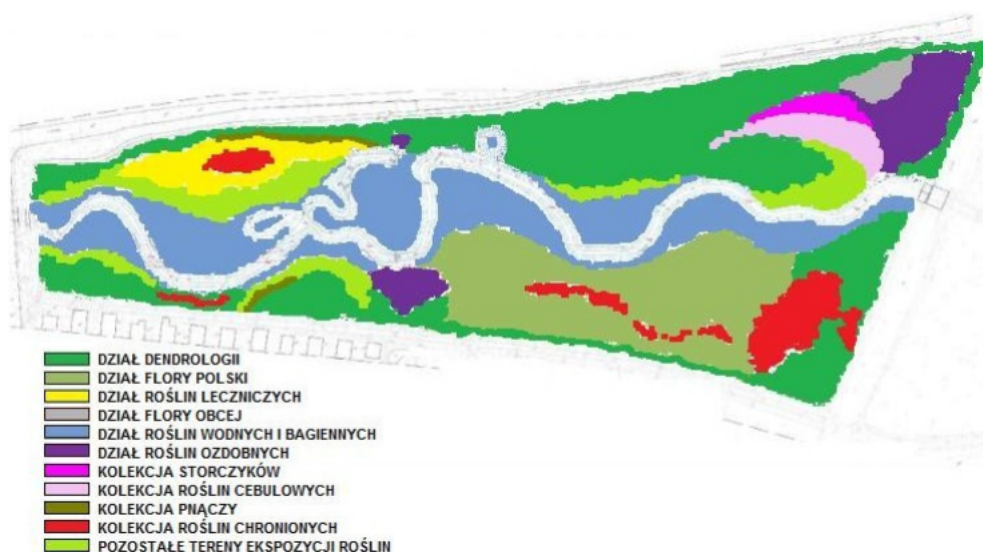 DZIAŁ DENDROLOGII
DZIAŁ FLORY POLSKI
DZIAŁ ROŚLIN LECZNICZYCH
DZIAŁ FLORY OBCEJ
DZIAŁ ROŚLIN WODNYCH I BAGIENNYCH
DZIAŁ ROŚLIN OZDOBNYCH
KOLEKCJA STORCZYKÓW
KOLEKCJA ROŚLIN CEBULOWYCH
KOLEKCJA PNĄCZY
KOLEKCJA ROŚLIN CHRONIONYCH
POZOSTAŁE TERENY EKSPOZYCJI ROŚLIN